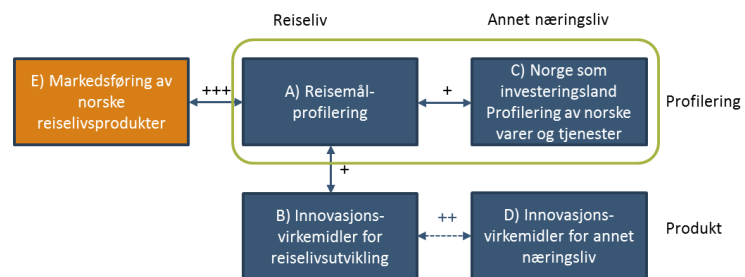 Reiseliv
Annet næringsliv
E) Markedsføring av
norske
reiselivsprodukter
+++
A) Reisemål-
profilering
+
C) Norge som
investeringsland
Profilering av norske
varer og tjenester
Profilering
+
B) Innovasjons-
virkemidler for
reiselivsutvikling
++
D) Innovasjons-
virkemidler for annet
næringsliv
Produkt